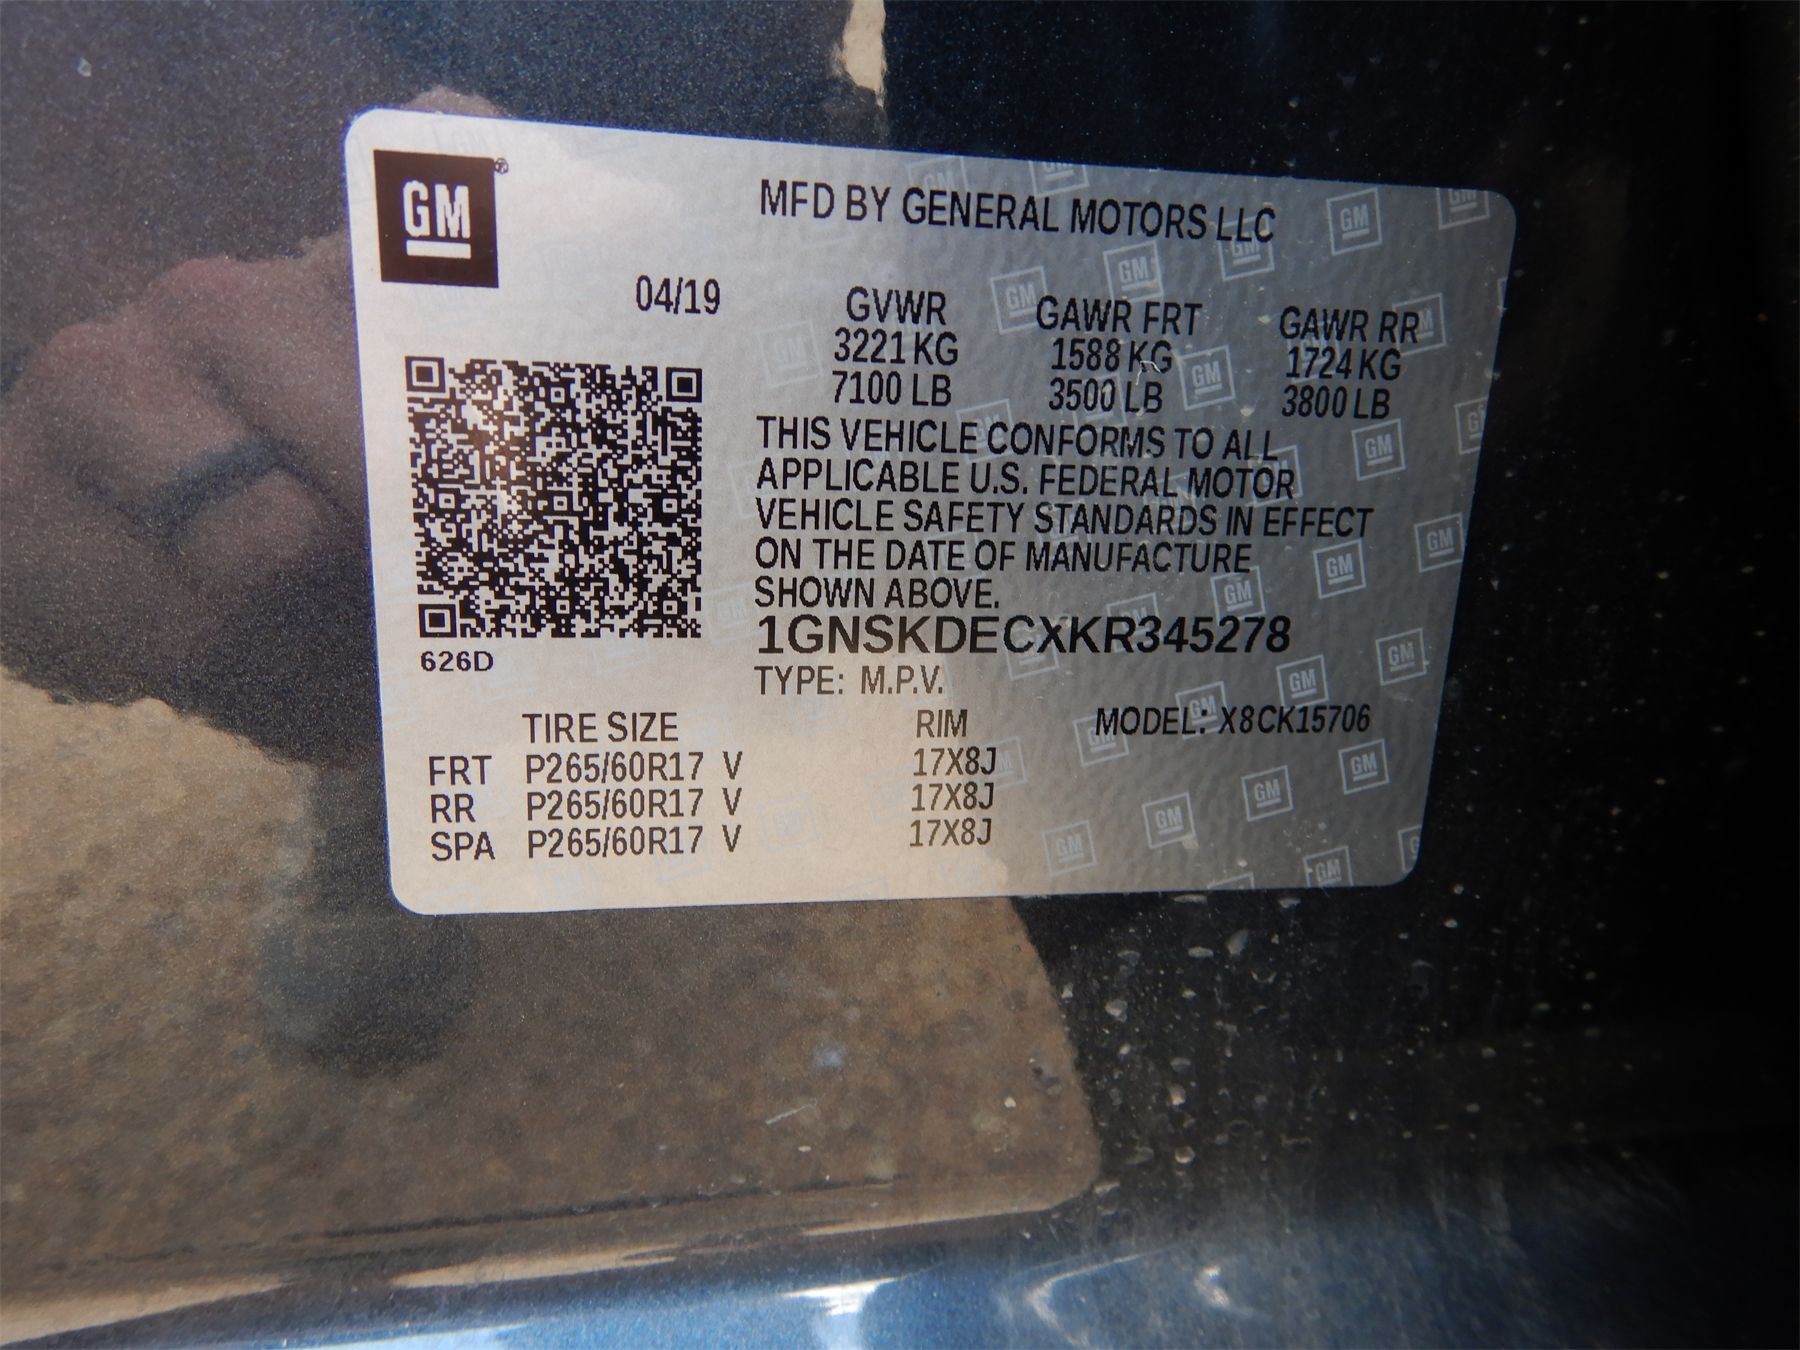 GM®
MFD BY GENERAL MOTORS LLC
04/19
GVWR GAWR FRT GAWR RR
3221 KG 1588 KG 1724 KG
7100 LB 3500 LB 3800 LB
THIS VEHICLE CONFORMS TO ALL
APPLICABLE U.S. FEDERAL MOTOR
VEHICLE SAFETY STANDARDS IN EFFECT
ON THE DATE OF MANUFACTURE
SHOWN ABOVE.
1GNSKDECXKR345278
626D
TYPE: M.P.V.
TIRE SIZE RIM MODEL: X8CK15706
FRT P265/60R17 V 17X8J
RR P265/60R17 V 17X8J
SPA P265/60R17 V 17X8J